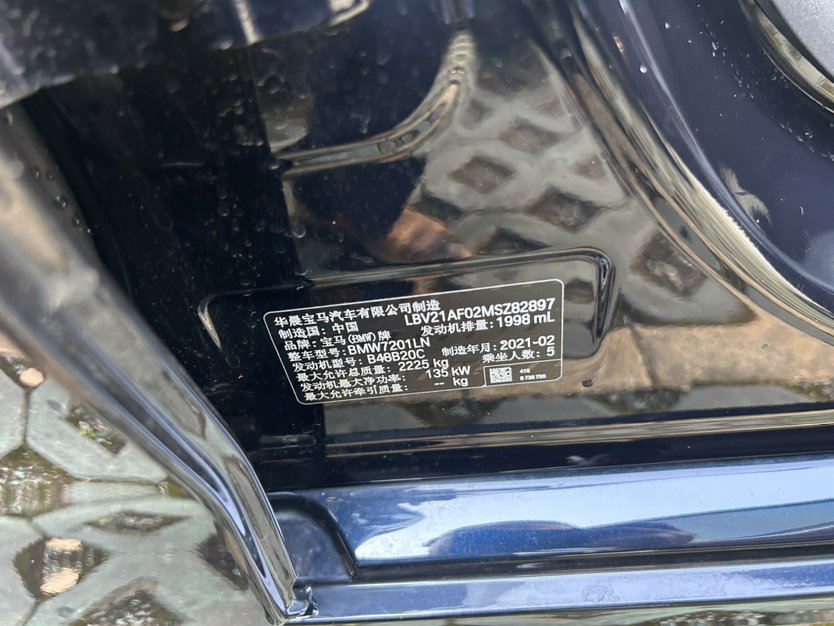 华晨宝马汽车有限公司制造
制造国: 中国 LBV21AF02MSZ82897
品牌: 宝马(BMW)牌 发动机排量: 1998 mL
整车型号: BMW7201LN
发动机型号: B48B20C 制造年月: 2021-02
最大允许总质量: 2225 kg 乘坐人数: 5
发动机最大净功率: 135 kW
最大允许牵引质量: -- kg
416
9 739 758